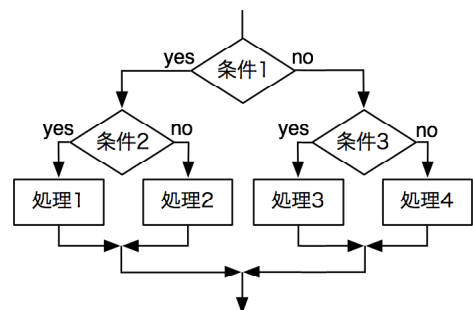 yes 条件1 no
yes 条件2 no yes 条件3 no
処理1 処理2 処理3 処理4